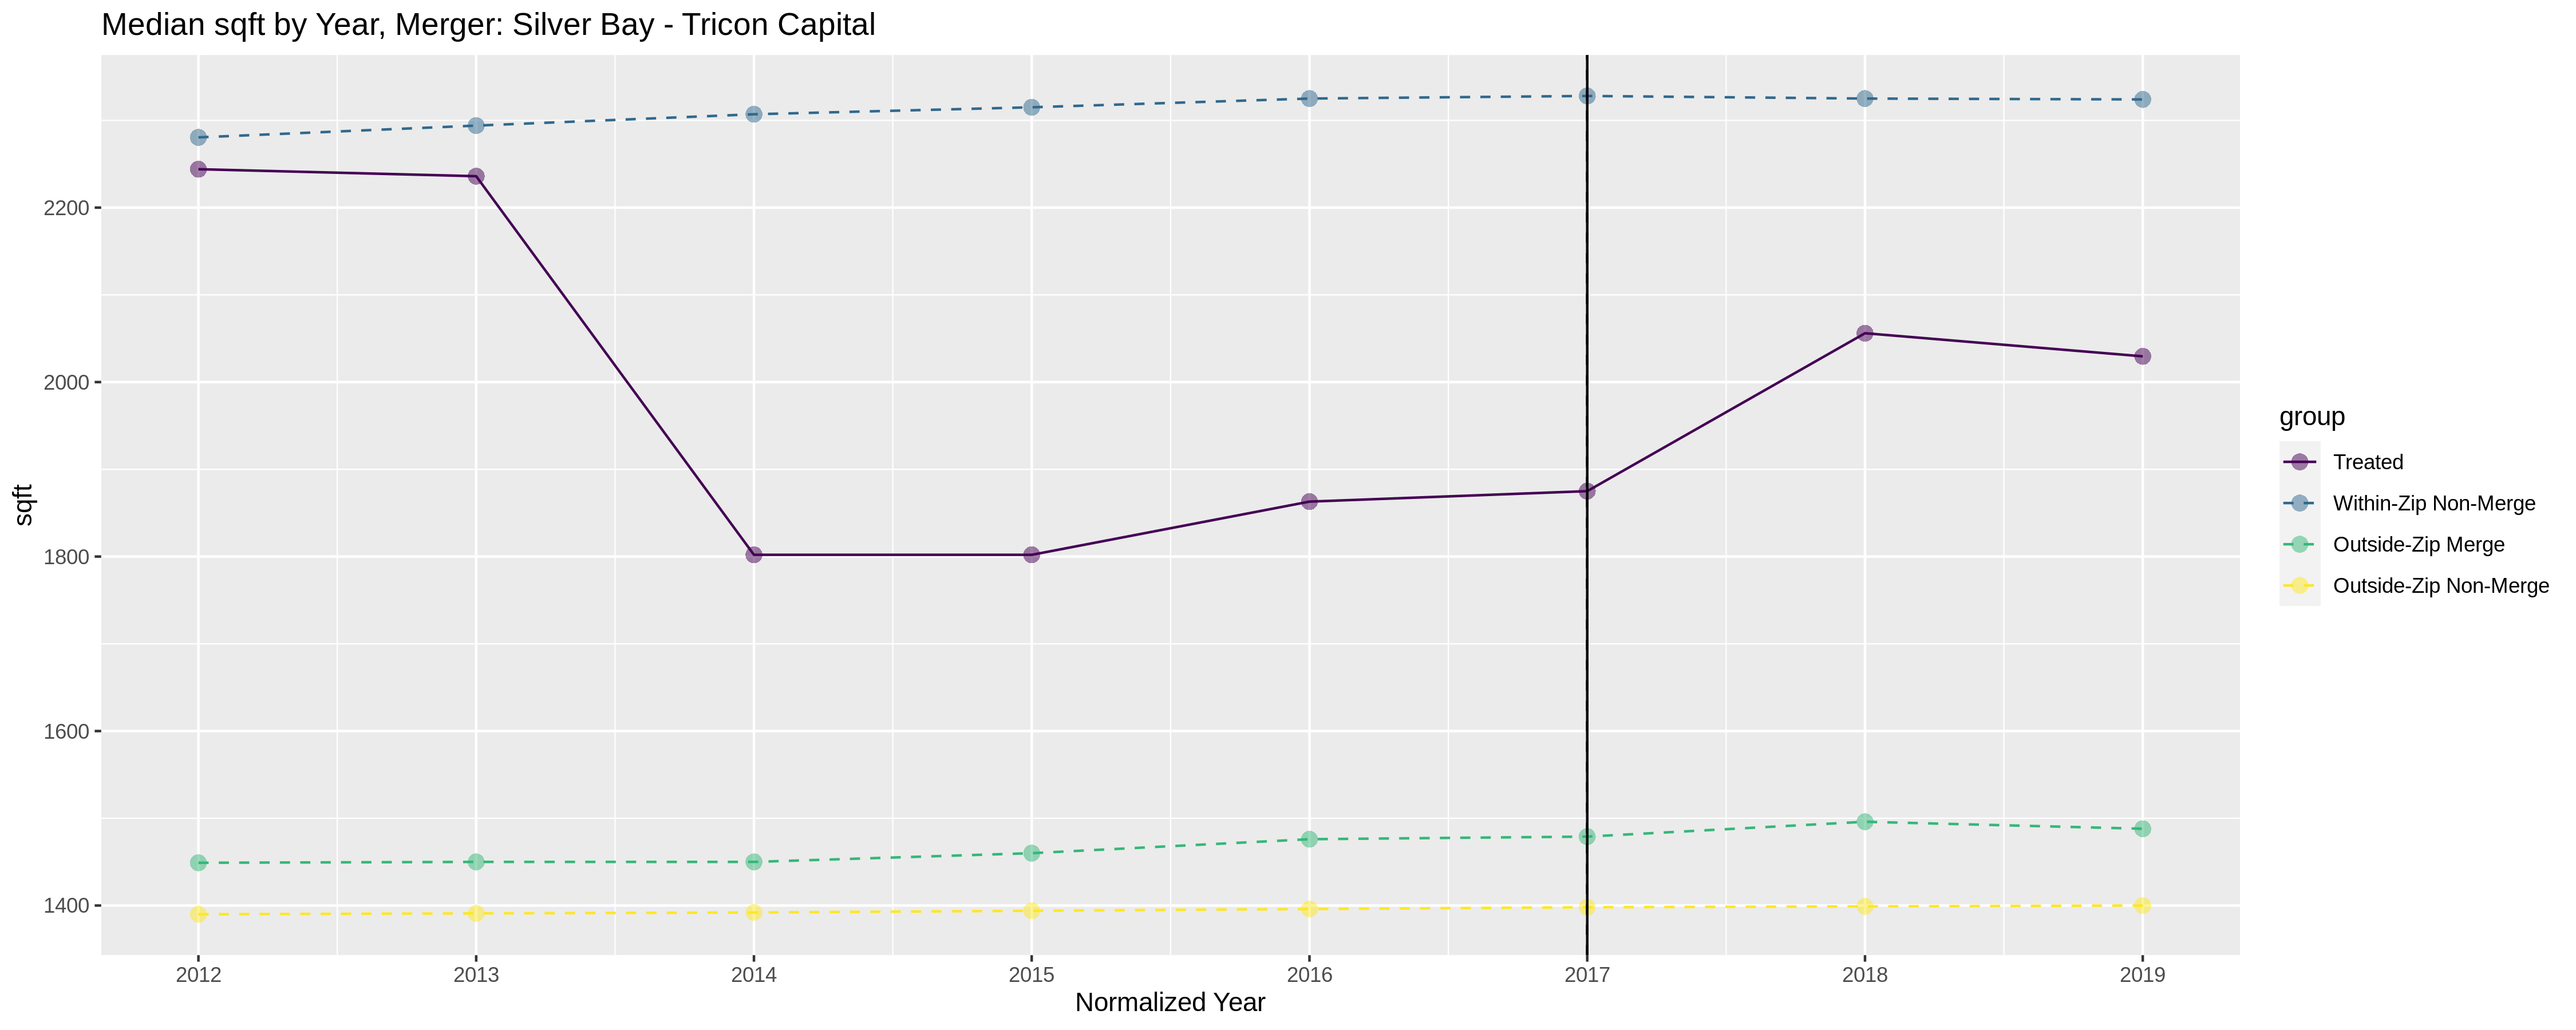 Median sqft by Year, Merger: Silver Bay - Tricon Capital
sqft
2200
2000
1800
1600
1400
2012 2013 2014 2015 2016 2017 2018 2019
Normalized Year
group
Treated
Within-Zip Non-Merge
Outside-Zip Merge
Outside-Zip Non-Merge